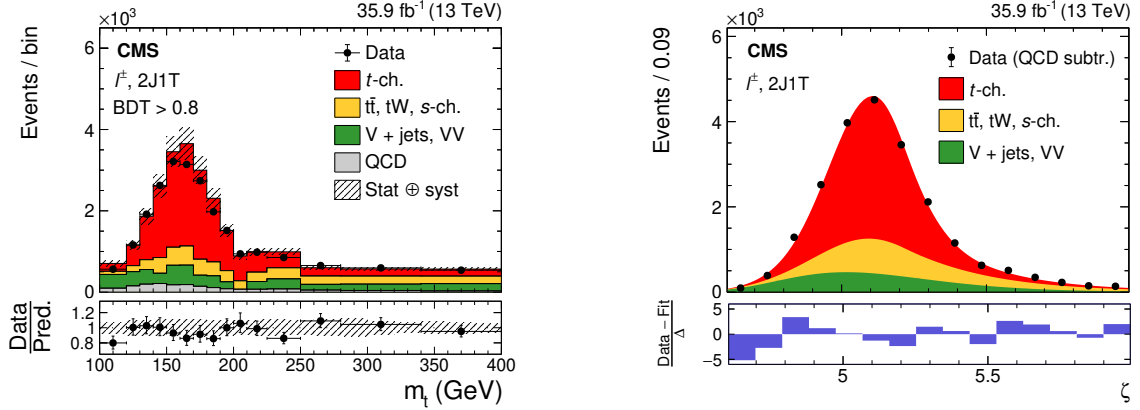 ×10³ 35.9 fb⁻¹ (13 TeV)
Events / bin
6
4
2
0
CMS
l±, 2J1T
BDT > 0.8
Data
t-ch.
tt̄, tW, s-ch.
V + jets, VV
QCD
Stat ⊕ syst
Data
Pred.
1.2
1
0.8
100 150 200 250 300 350 400
mₜ (GeV)
×10³ 35.9 fb⁻¹ (13 TeV)
Events / 0.09
6
4
2
0
CMS
l±, 2J1T
Data (QCD subtr.)
t-ch.
tt̄, tW, s-ch.
V + jets, VV
Data − Fit
Δ
5
0
−5
5 5.5
ζ